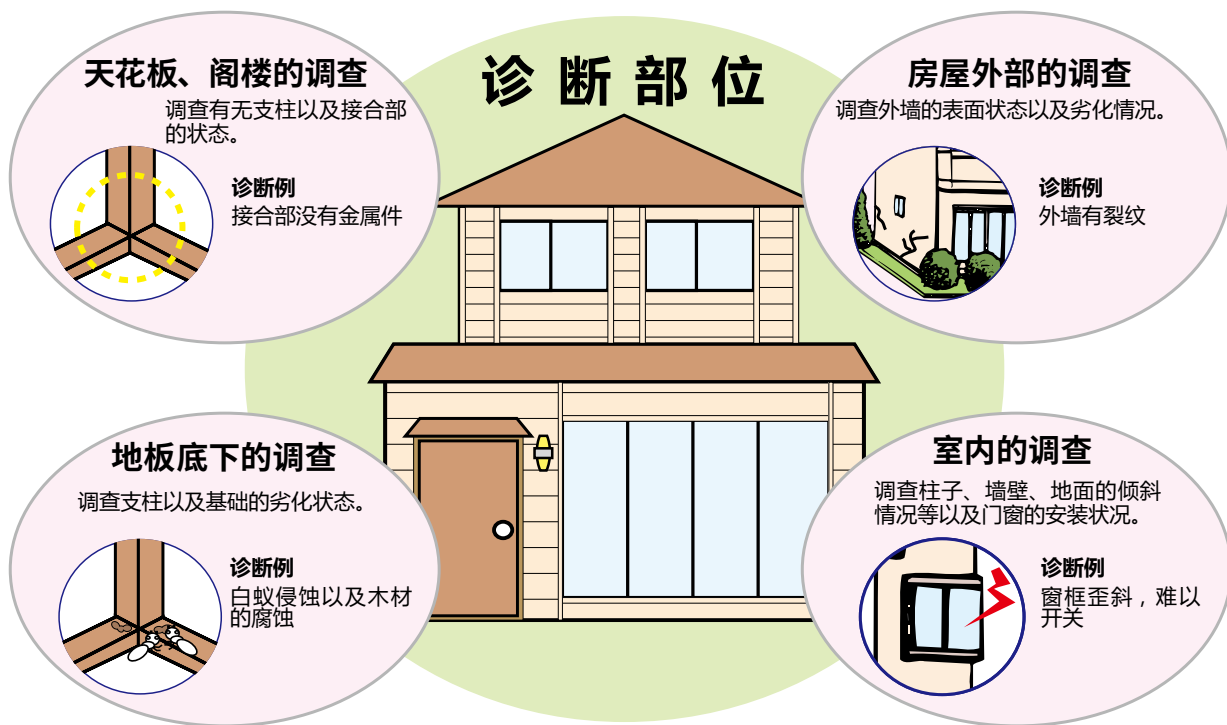 诊断部位
天花板、阁楼的调查
调查有无支柱以及接合部
的状态。
诊断例
接合部没有金属件
房屋外部的调查
调查外墙的表面状态以及劣化情况。
诊断例
外墙有裂纹
地板底下的调查
调查支柱以及基础的劣化状态。
诊断例
白蚁侵蚀以及木材
的腐蚀
室内的调查
调查柱子、墙壁、地面的倾斜
情况等以及门窗的安装状况。
诊断例
窗框歪斜，难以
开关